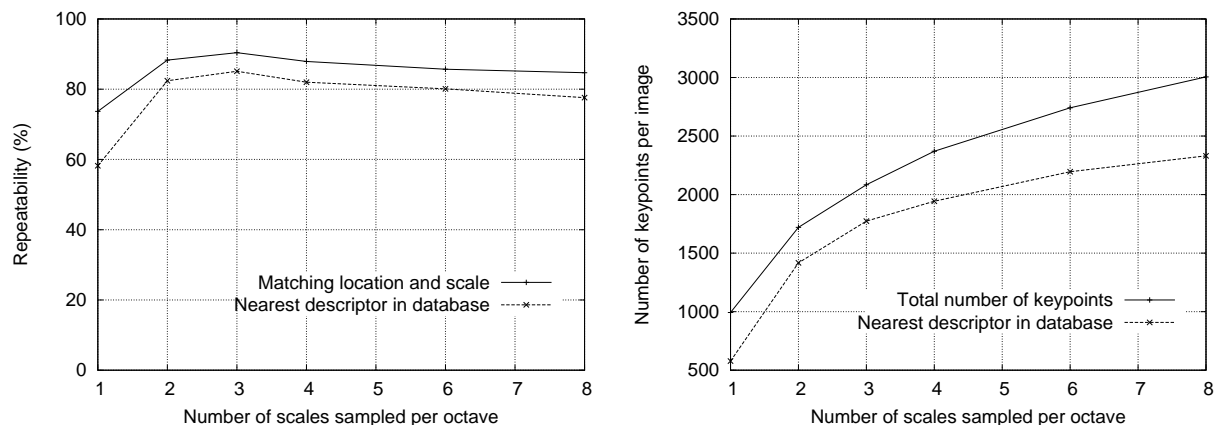 100
80
60
40
20
0
Repeatability (%)
Matching location and scale
Nearest descriptor in database
1 2 3 4 5 6 7 8
Number of scales sampled per octave
3500
3000
2500
2000
1500
1000
500
Number of keypoints per image
Total number of keypoints
Nearest descriptor in database
1 2 3 4 5 6 7 8
Number of scales sampled per octave